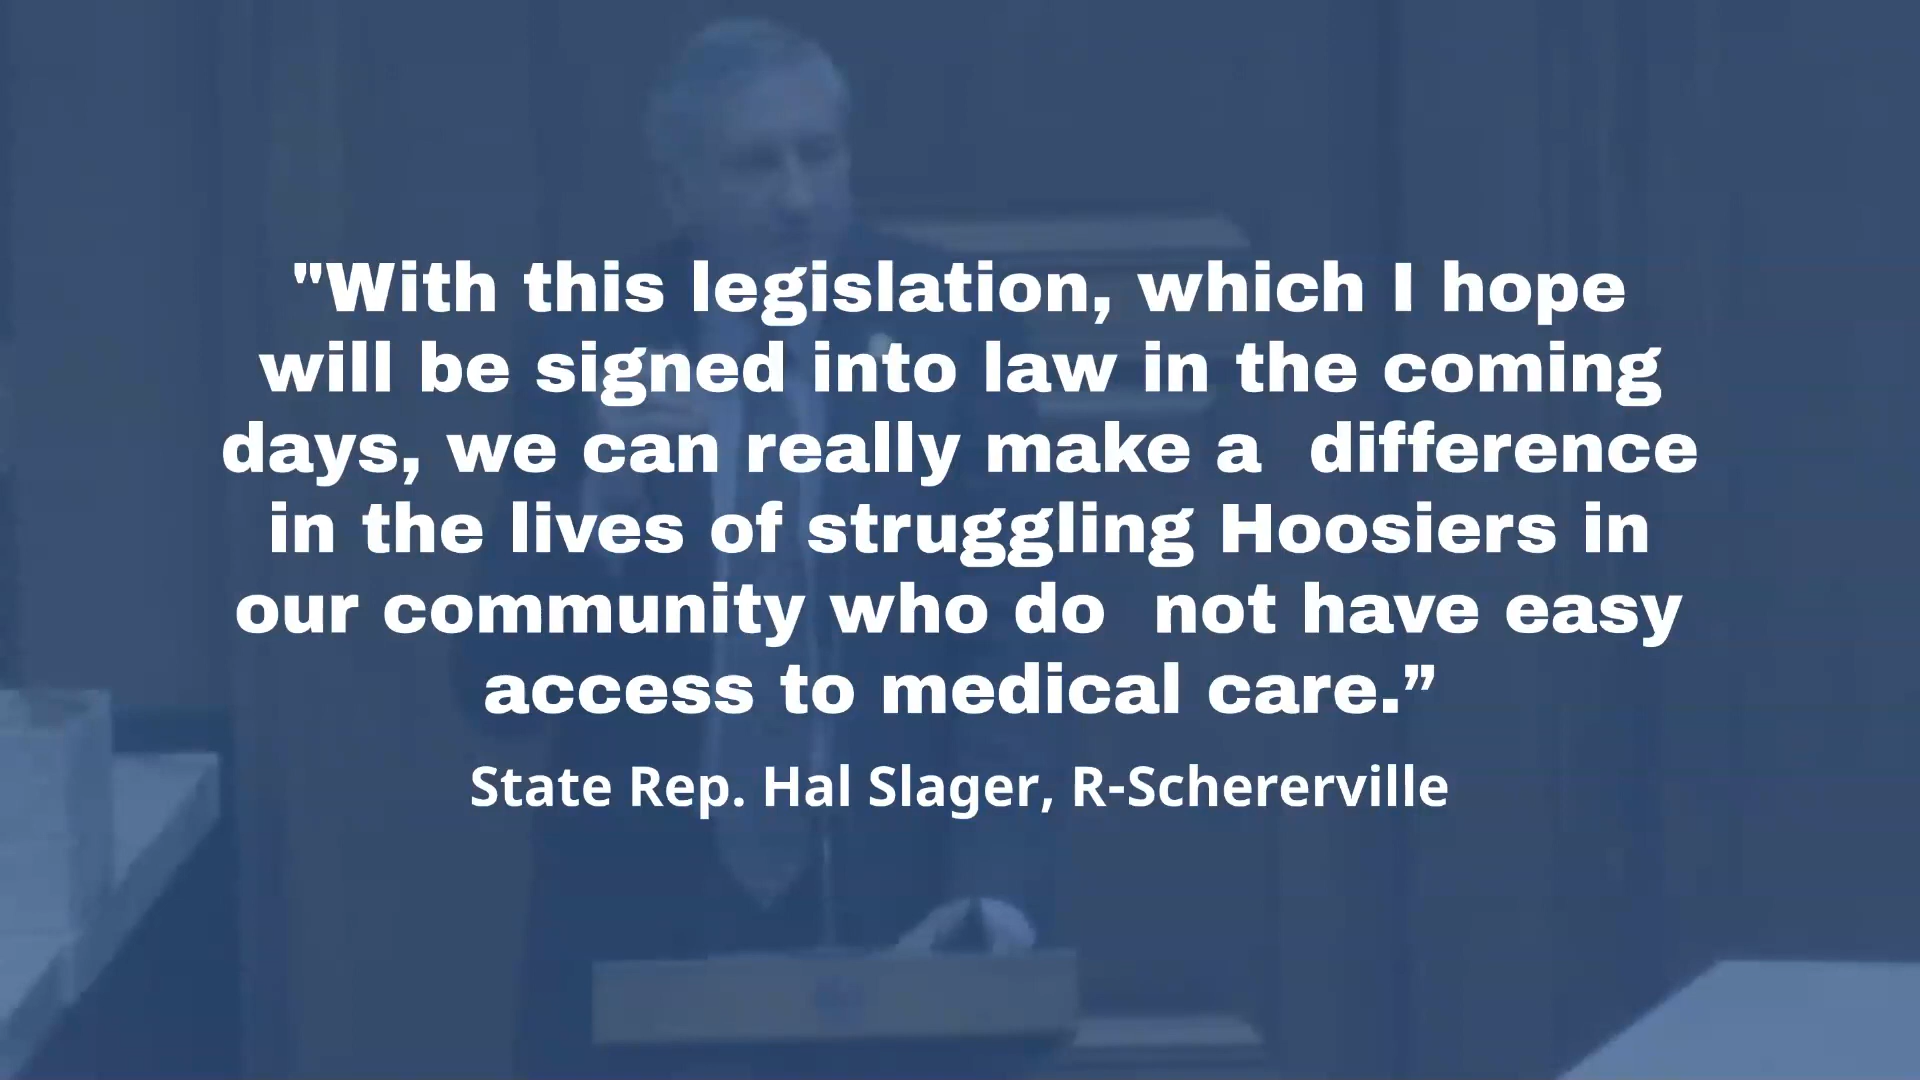 "With this legislation, which I hope
will be signed into law in the coming
days, we can really make a  difference
in the lives of struggling Hoosiers in
our community who do  not have easy
access to medical care.”
State Rep. Hal Slager, R-Schererville